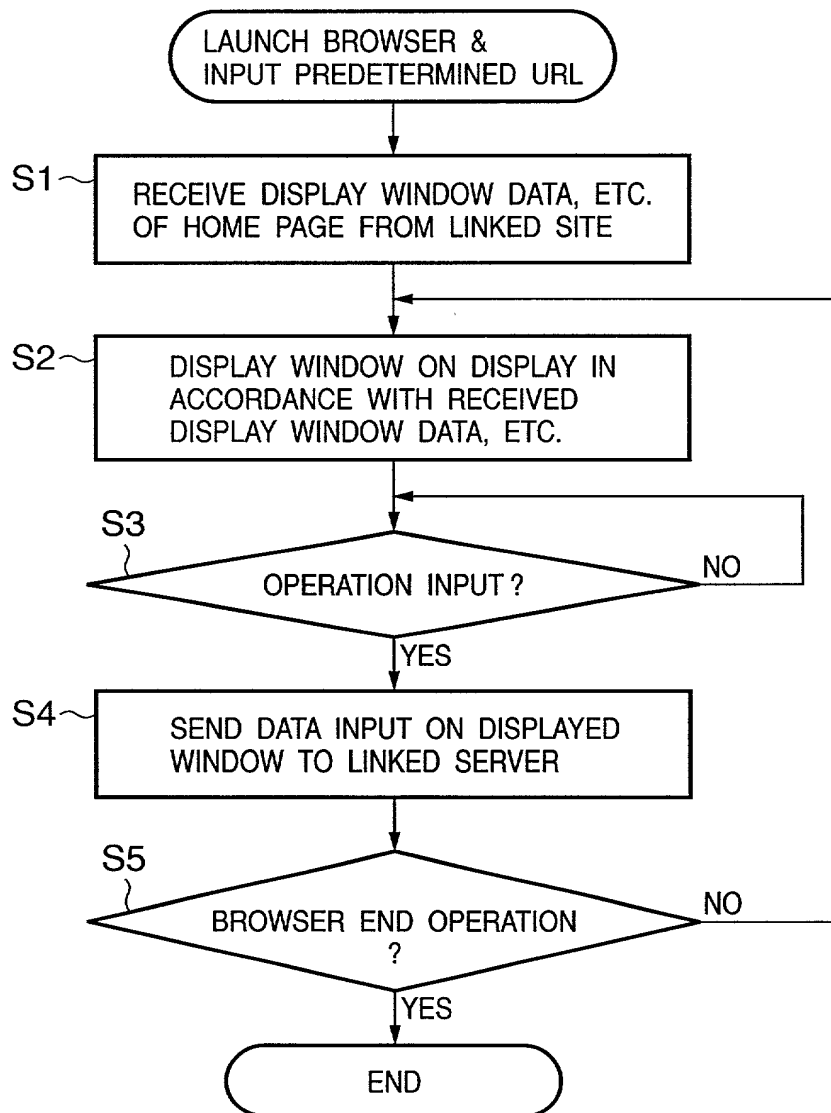 LAUNCH BROWSER &
INPUT PREDETERMINED URL
S1
RECEIVE DISPLAY WINDOW DATA, ETC.
OF HOME PAGE FROM LINKED SITE
S2
DISPLAY WINDOW ON DISPLAY IN
ACCORDANCE WITH RECEIVED
DISPLAY WINDOW DATA, ETC.
S3
OPERATION INPUT ?
NO
YES
S4
SEND DATA INPUT ON DISPLAYED
WINDOW TO LINKED SERVER
S5
BROWSER END OPERATION
?
NO
YES
END